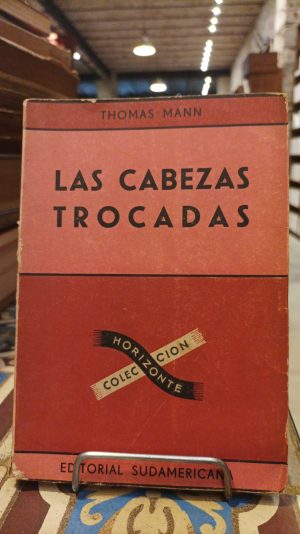 THOMAS MANN
LAS CABEZAS
TROCADAS
HORIZONTE
COLECCION
EDITORIAL SUDAMERICAN